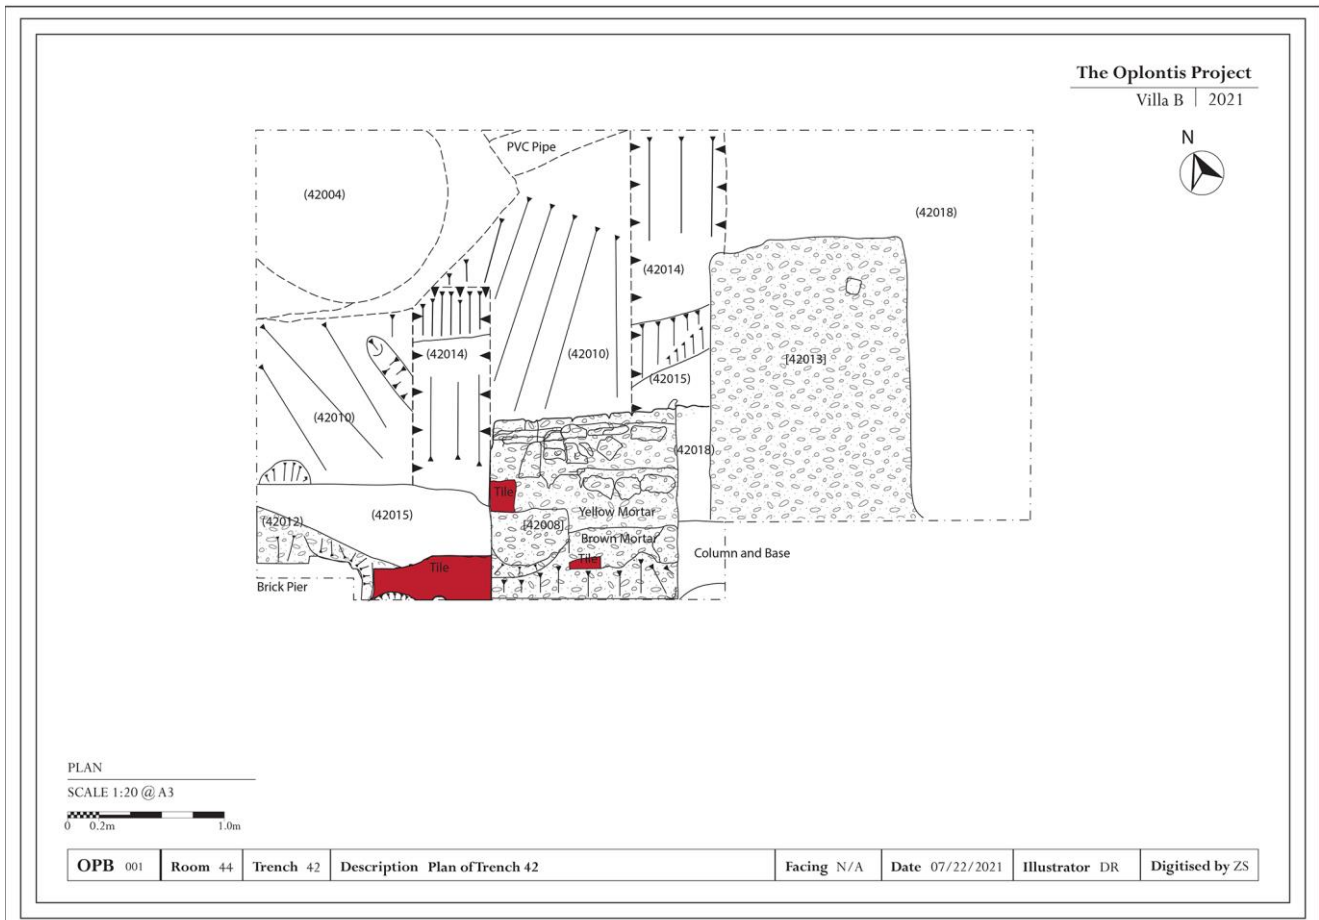 The Oplontis Project
Villa B | 2021
N
PVC Pipe
(42004)
(42018)
(42014)
(42014)
(42010)
[42013]
(42015)
(42010)
(42018)
Tile
(42012)
(42015)
Yellow Mortar
[42008]
Brown Mortar
Column and Base
Tile
Tile
Brick Pier
PLAN
SCALE 1:20 @ A3
0 0.2m 1.0m
OPB 001 Room 44 Trench 42 Description Plan of Trench 42 Facing N/A Date 07/22/2021 Illustrator DR Digitised by ZS